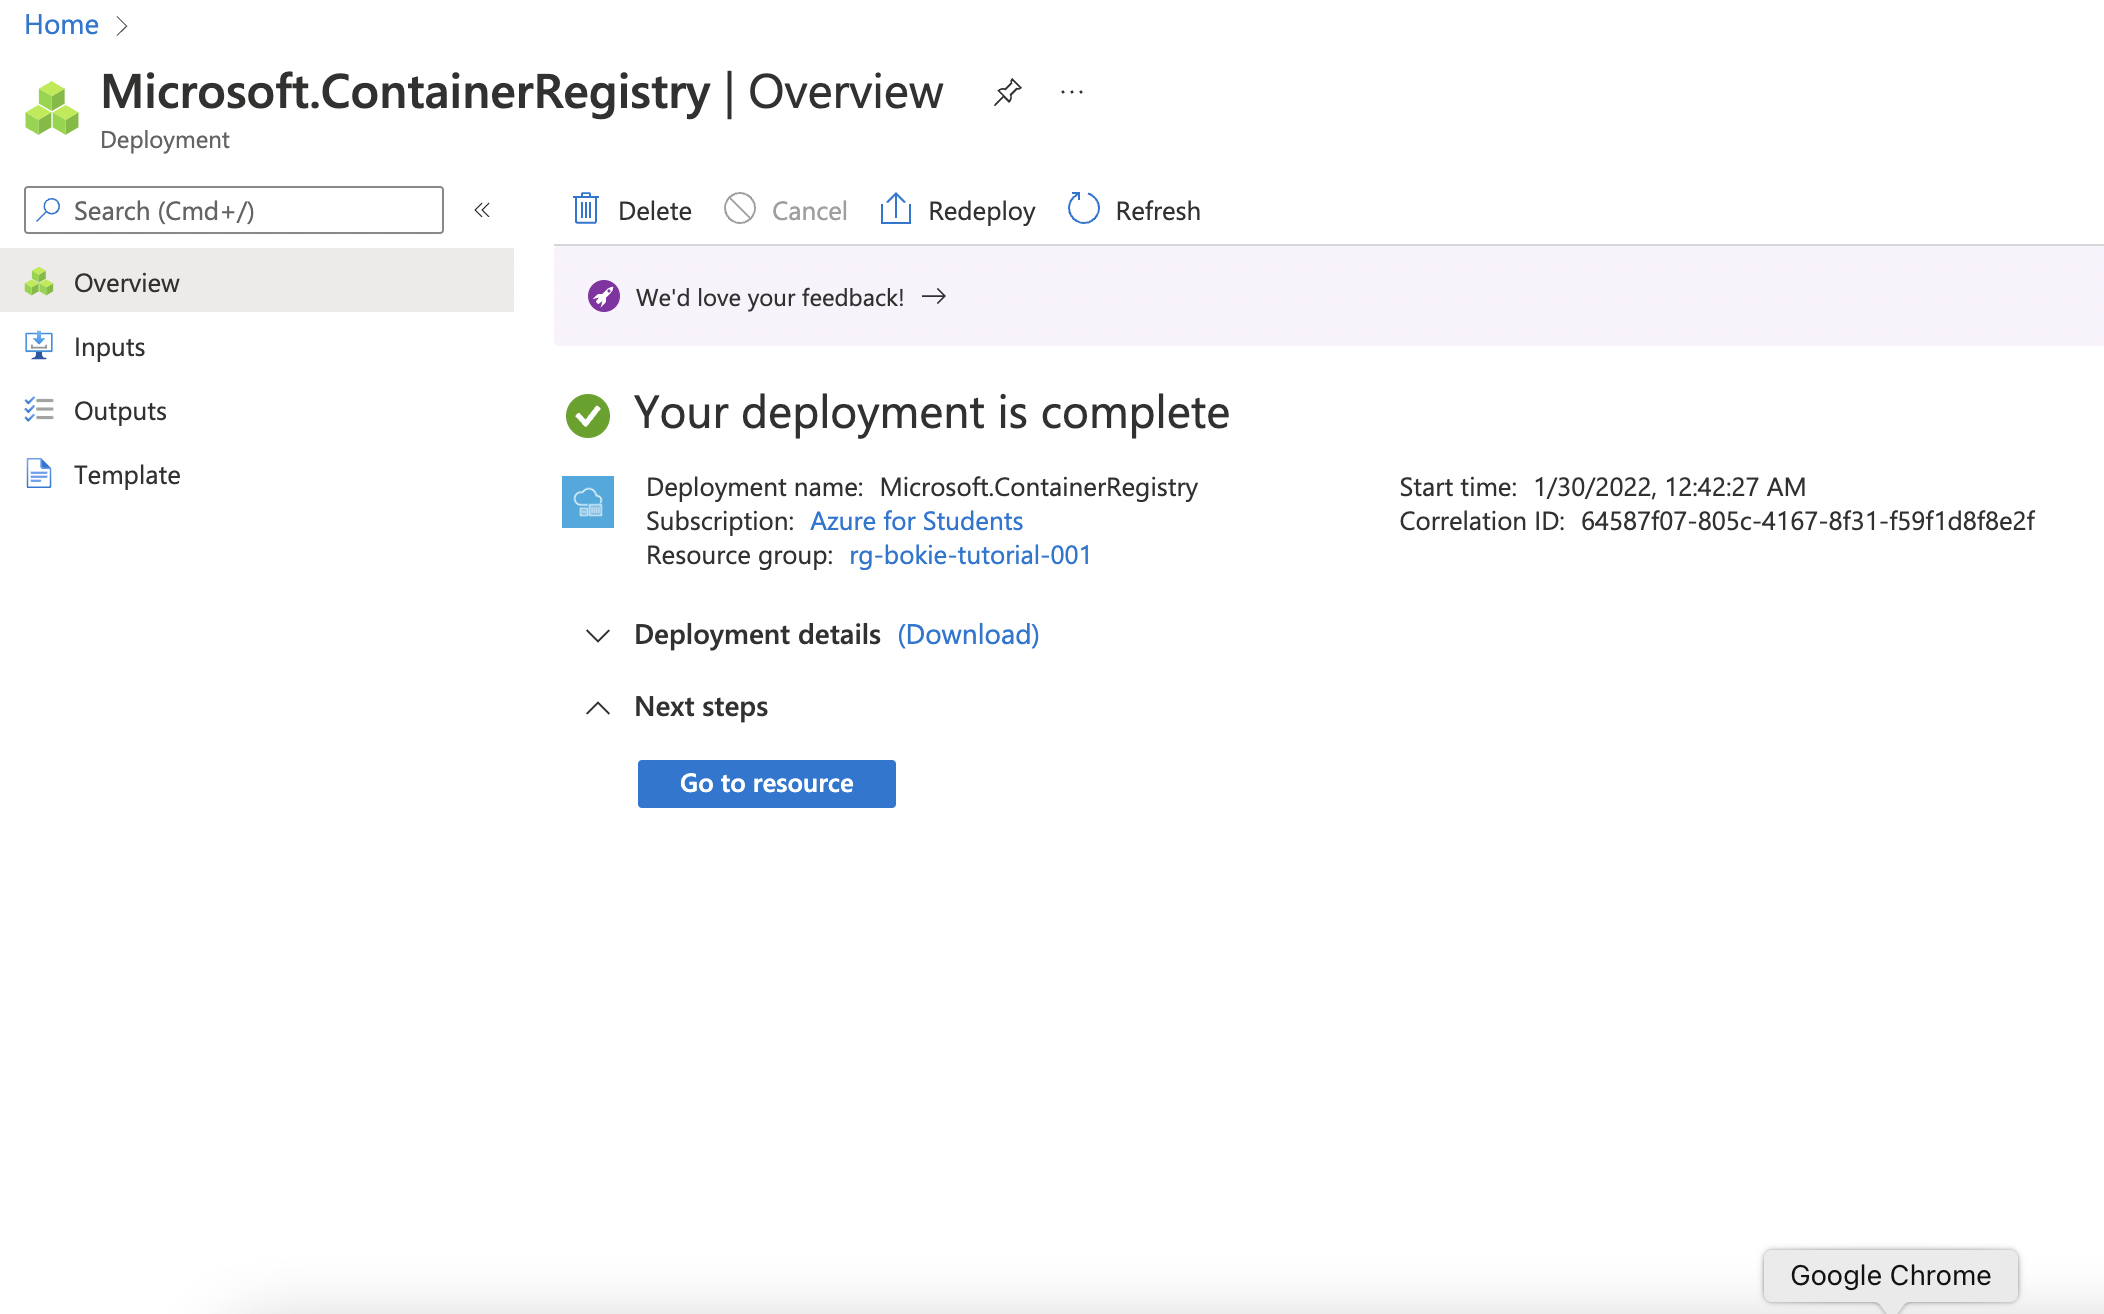 Home
Microsoft.ContainerRegistry | Overview
Deployment
Search (Cmd+/)
Overview
Inputs
Outputs
Template
Delete Cancel Redeploy Refresh
We'd love your feedback!
Your deployment is complete
Deployment name: Microsoft.ContainerRegistry
Subscription: Azure for Students
Resource group: rg-bokie-tutorial-001
Start time: 1/30/2022, 12:42:27 AM
Correlation ID: 64587f07-805c-4167-8f31-f59f1d8f8e2f
Deployment details (Download)
Next steps
Go to resource
Google Chrome